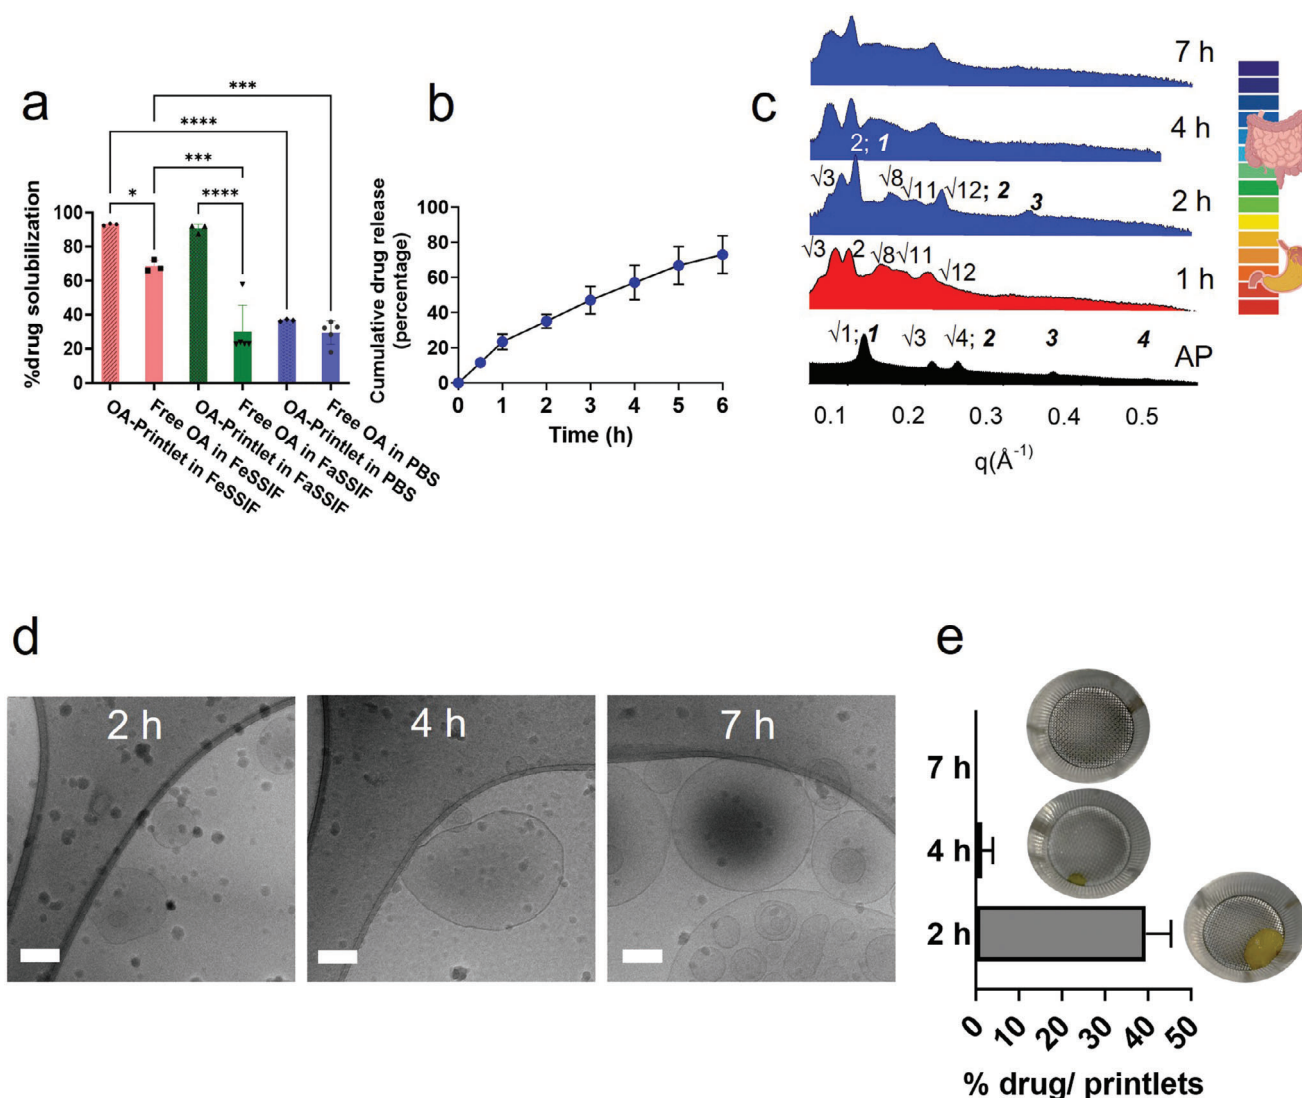 a
***
****
***
*
****
%drug solubilization
100
80
60
40
20
0
OA-Printlet in FeSSIF
Free OA in FeSSIF
OA-Printlet in FaSSIF
Free OA in FaSSIF
OA-Printlet in PBS
Free OA in PBS
b
Cumulative drug release
(percentage)
100
80
60
40
20
0
0 1 2 3 4 5 6
Time (h)
c
7 h
4 h
2; 1
√3 √8 √11 √12; 2 3
2 h
√3 2 √8 √11 √12
1 h
√1; 1 √3 √4; 2 3 4
AP
0.1 0.2 0.3 0.4 0.5
q(Å⁻¹)
d
2 h
4 h
7 h
e
7 h
4 h
2 h
0 10 20 30 40 50
% drug/ printlets